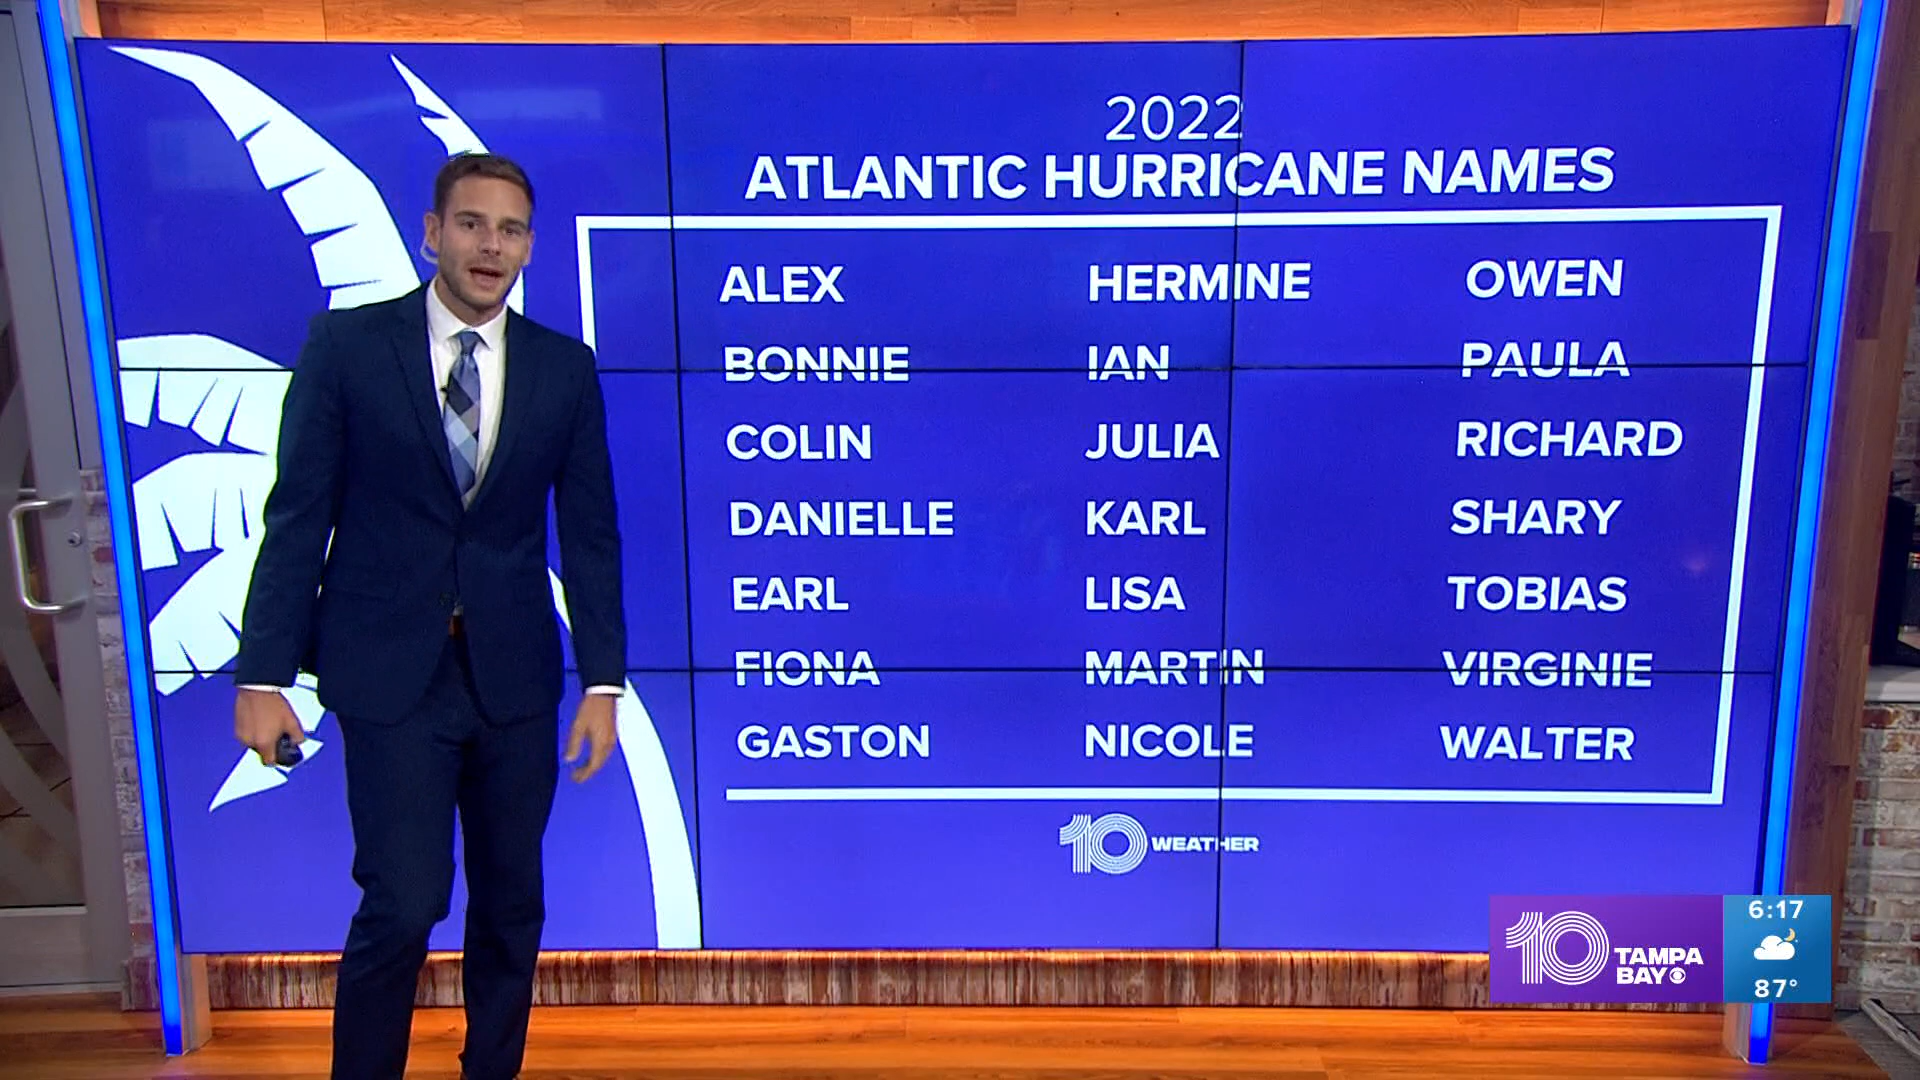 2022
ATLANTIC HURRICANE NAMES
ALEX
BONNIE
COLIN
DANIELLE
EARL
FIONA
GASTON
HERMINE
IAN
JULIA
KARL
LISA
MARTIN
NICOLE
OWEN
PAULA
RICHARD
SHARY
TOBIAS
VIRGINIE
WALTER
10 WEATHER
10 TAMPA BAY
6:17
87°